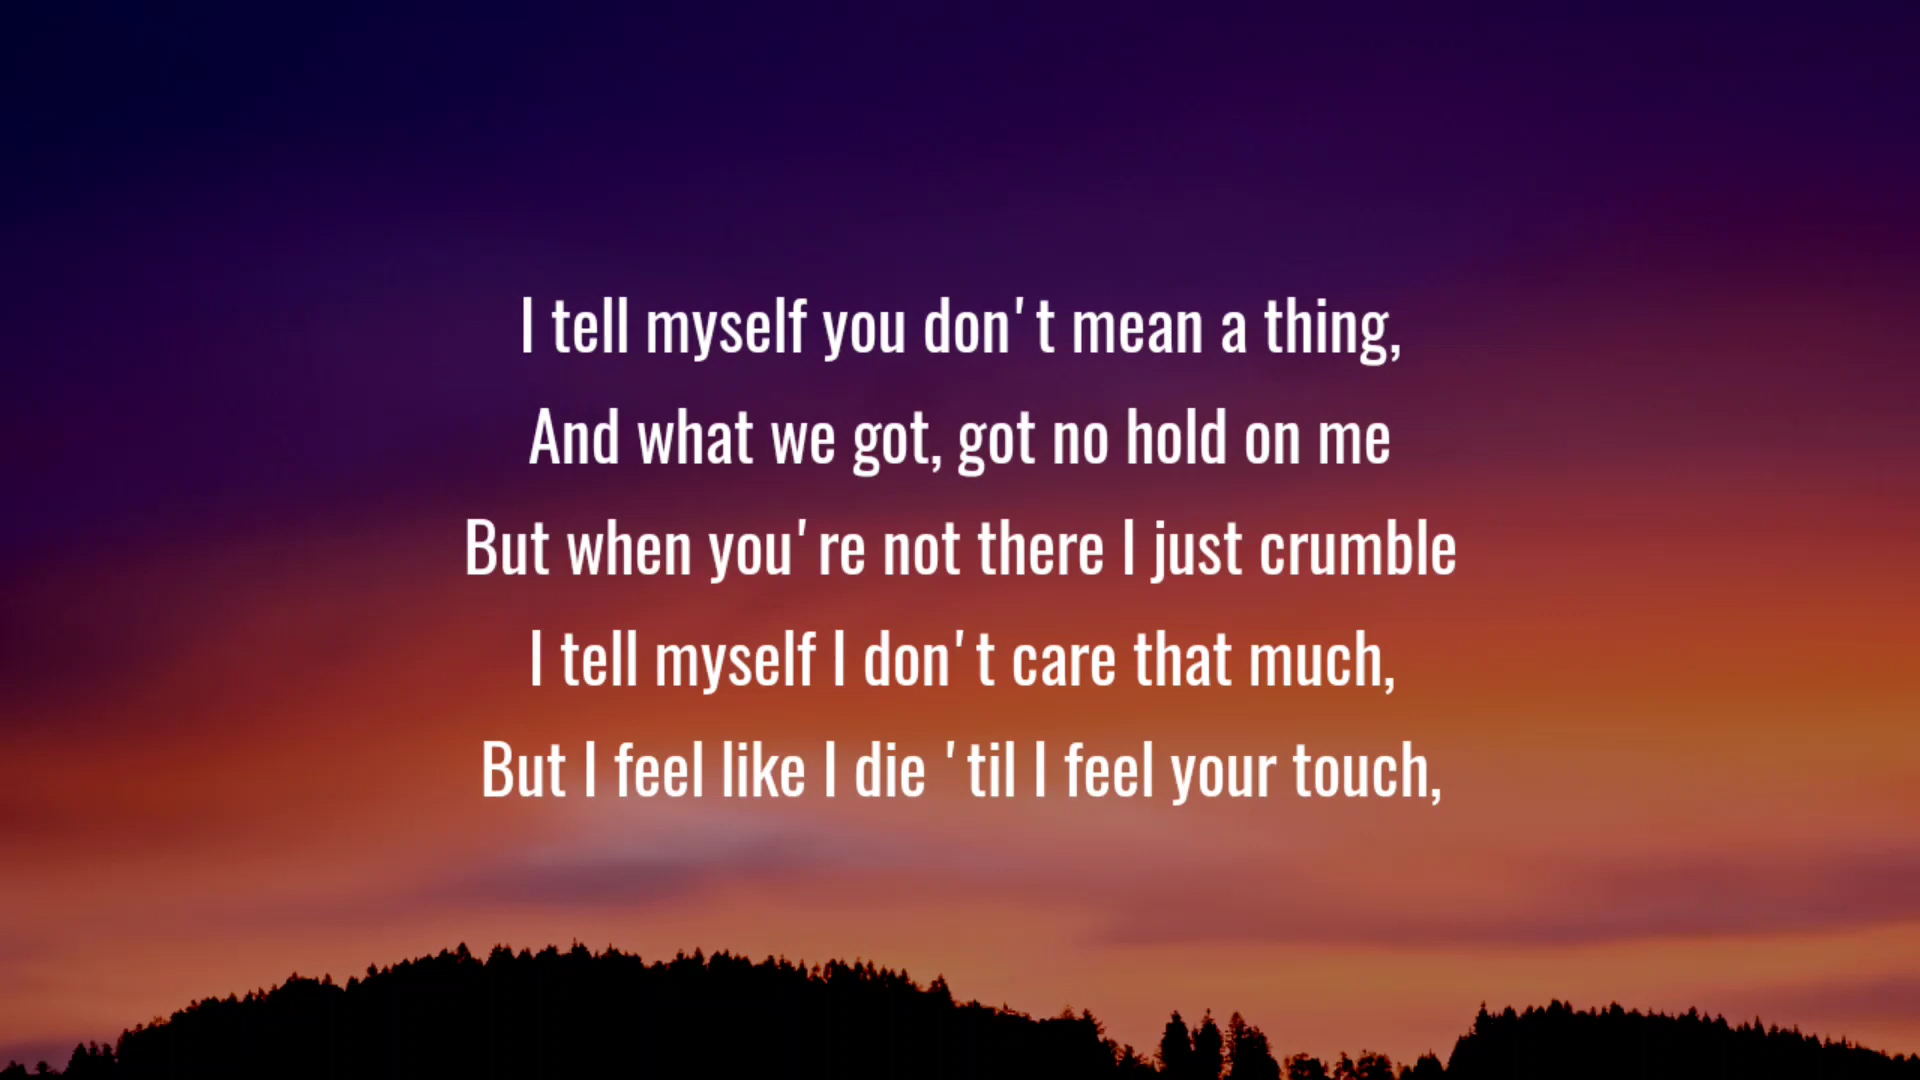 I tell myself you don't mean a thing,
And what we got, got no hold on me
But when you're not there I just crumble
I tell myself I don't care that much,
But I feel like I die 'til I feel your touch,